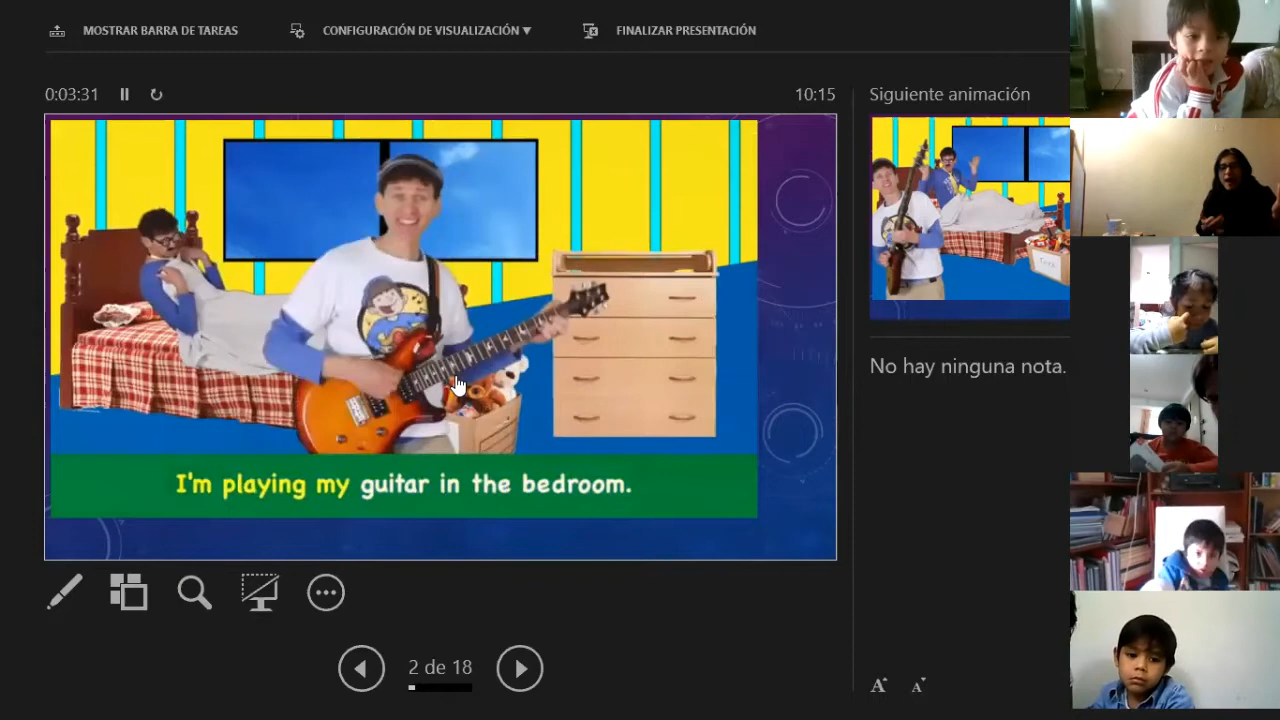 MOSTRAR BARRA DE TAREAS
CONFIGURACIÓN DE VISUALIZACIÓN ▼
FINALIZAR PRESENTACIÓN
0:03:31
10:15
I'm playing my guitar in the bedroom.
Siguiente animación
No hay ninguna nota.
2 de 18
A
A